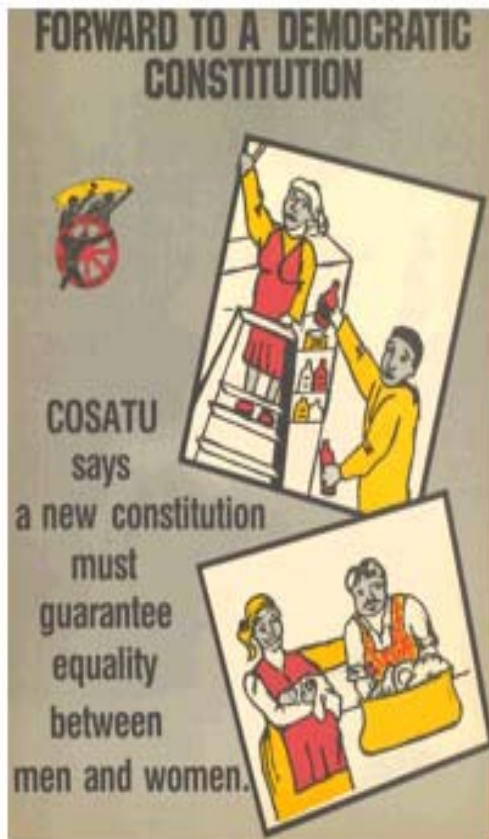 FORWARD TO A DEMOCRATIC
CONSTITUTION
COSATU
says
a new constitution
must
guarantee
equality
between
men and women.